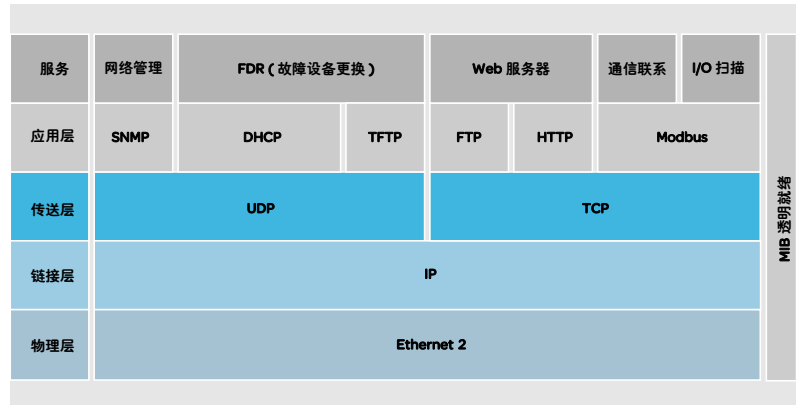 服务
网络管理
FDR ( 故障设备更换 )
Web 服务器
通信联系
I/O 扫描
应用层
SNMP
DHCP
TFTP
FTP
HTTP
Modbus
传送层
UDP
TCP
链接层
IP
物理层
Ethernet 2
MIB 透明就绪